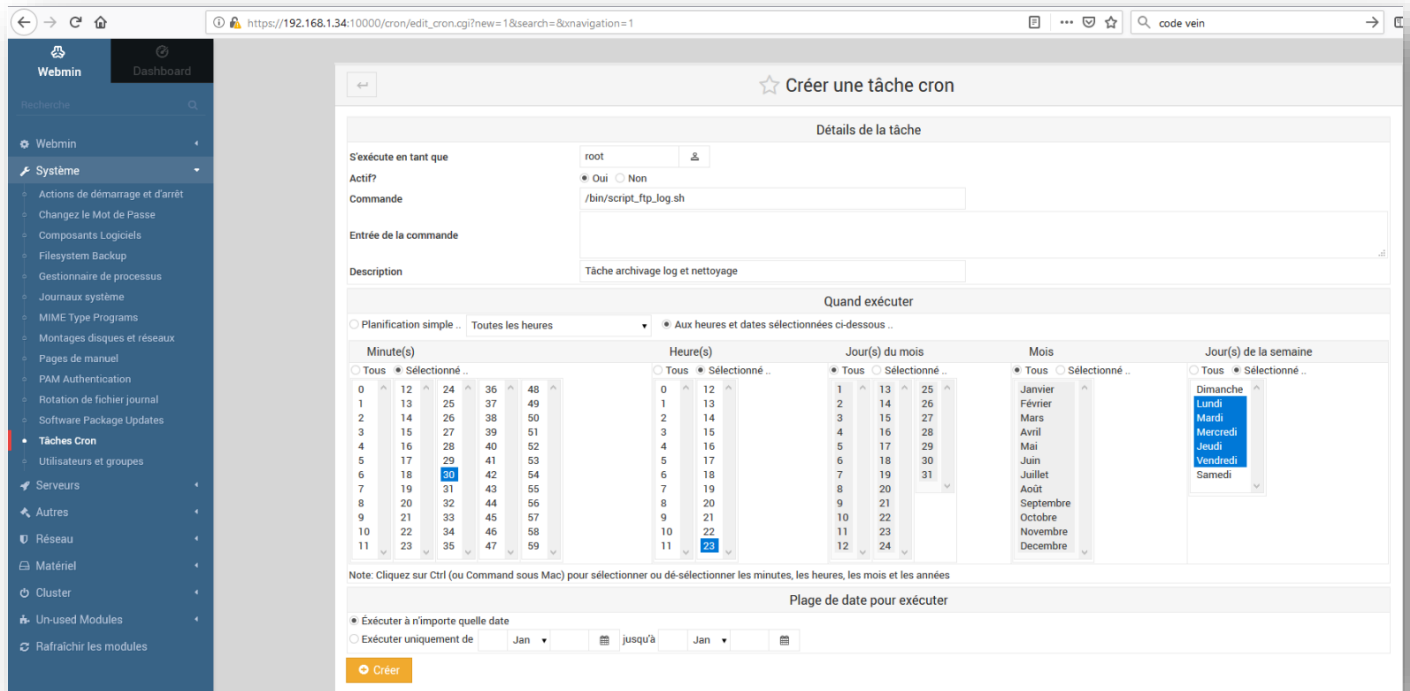 https://192.168.1.34:10000/cron/edit_cron.cgi?new=1&search=&xnavigation=1
code vein
Webmin
Dashboard
Recherche
Webmin
Système
Actions de démarrage et d'arrêt
Changez le Mot de Passe
Composants Logiciels
Filesystem Backup
Gestionnaire de processus
Journaux système
MIME Type Programs
Montages disques et réseaux
Pages de manuel
PAM Authentication
Rotation de fichier journal
Software Package Updates
Tâches Cron
Utilisateurs et groupes
Serveurs
Autres
Réseau
Matériel
Cluster
Un-used Modules
Rafraîchir les modules
Créer une tâche cron
Détails de la tâche
S'exécute en tant que root
Actif? Oui Non
Commande /bin/script_ftp_log.sh
Entrée de la commande
Description Tâche archivage log et nettoyage
Quand exécuter
Planification simple .. Toutes les heures Aux heures et dates sélectionnées ci-dessous ..
Minute(s) Heure(s) Jour(s) du mois Mois Jour(s) de la semaine
Tous Sélectionné .. Tous Sélectionné .. Tous Sélectionné .. Tous Sélectionné .. Tous Sélectionné ..
0 12 24 36 48 0 12 1 13 25 Janvier Dimanche
1 13 25 37 49 1 13 2 14 26 Février Lundi
2 14 26 38 50 2 14 3 15 27 Mars Mardi
3 15 27 39 51 3 15 4 16 28 Avril Mercredi
4 16 28 40 52 4 16 5 17 29 Mai Jeudi
5 17 29 41 53 5 17 6 18 30 Juin Vendredi
6 18 30 42 54 6 18 7 19 31 Juillet Samedi
7 19 31 43 55 7 19 8 20 Août
8 20 32 44 56 8 20 9 21 Septembre
9 21 33 45 57 9 21 10 22 Octobre
10 22 34 46 58 10 22 11 23 Novembre
11 23 35 47 59 11 23 12 24 Decembre
Note: Cliquez sur Ctrl (ou Command sous Mac) pour sélectionner ou dé-sélectionner les minutes, les heures, les mois et les années
Plage de date pour exécuter
Éxécuter à n'importe quelle date
Exécuter uniquement de Jan jusqu'à Jan
Créer